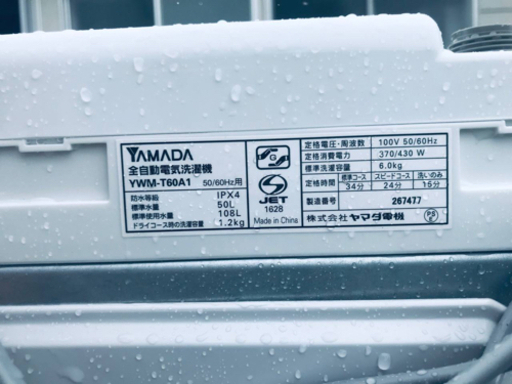 YAMADA
全自動電気洗濯機
YWM-T60A1 50/60Hz用
防水等級 IPX4
標準水量 50L
標準使用水量 108L
ドライコース時の洗濯容量 1.2kg
G
S
JET
1628
Made in China
定格電圧・周波数 100V 50/60Hz
定格消費電力 370/430 W
標準洗濯・脱水容量 6.0kg
標準コース スピードコース 洗いのみ
34分 24分 15分
製造番号 267477
株式会社ヤマダ電機
PS
E